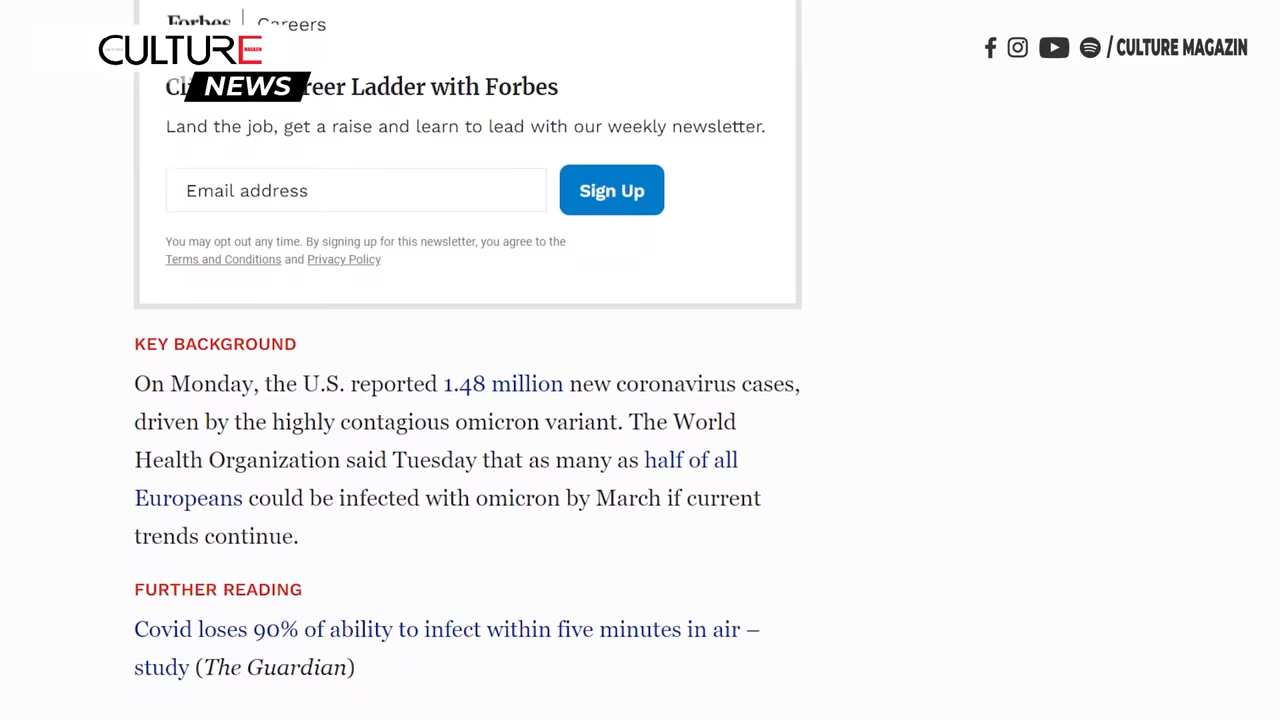 Forbes | Careers
CULTURE
MAGAZIN
/ CULTURE MAGAZIN
NEWS
reer Ladder with Forbes
Land the job, get a raise and learn to lead with our weekly newsletter.
Email address
Sign Up
You may opt out any time. By signing up for this newsletter, you agree to the
Terms and Conditions and Privacy Policy
KEY BACKGROUND
On Monday, the U.S. reported 1.48 million new coronavirus cases,
driven by the highly contagious omicron variant. The World
Health Organization said Tuesday that as many as half of all
Europeans could be infected with omicron by March if current
trends continue.
FURTHER READING
Covid loses 90% of ability to infect within five minutes in air –
study (The Guardian)